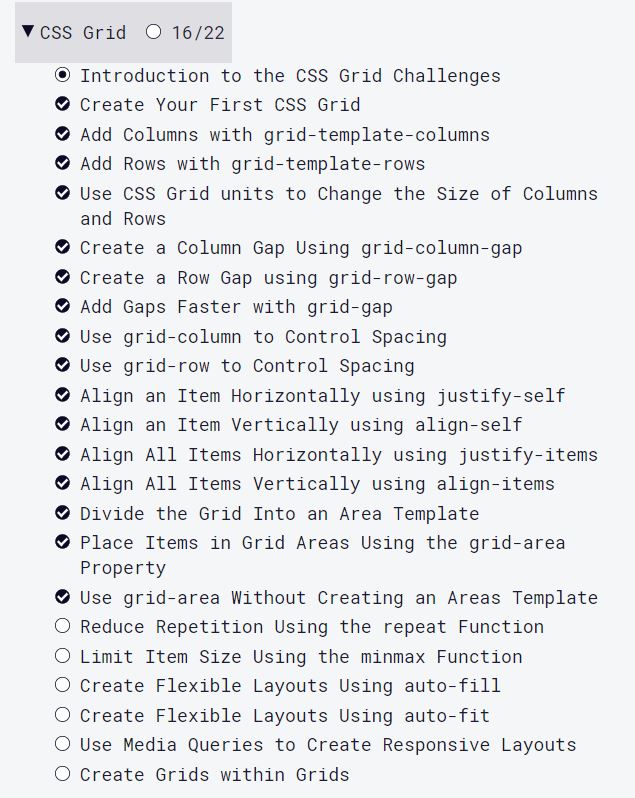 CSS Grid 16/22
Introduction to the CSS Grid Challenges
Create Your First CSS Grid
Add Columns with grid-template-columns
Add Rows with grid-template-rows
Use CSS Grid units to Change the Size of Columns
and Rows
Create a Column Gap Using grid-column-gap
Create a Row Gap using grid-row-gap
Add Gaps Faster with grid-gap
Use grid-column to Control Spacing
Use grid-row to Control Spacing
Align an Item Horizontally using justify-self
Align an Item Vertically using align-self
Align All Items Horizontally using justify-items
Align All Items Vertically using align-items
Divide the Grid Into an Area Template
Place Items in Grid Areas Using the grid-area
Property
Use grid-area Without Creating an Areas Template
Reduce Repetition Using the repeat Function
Limit Item Size Using the minmax Function
Create Flexible Layouts Using auto-fill
Create Flexible Layouts Using auto-fit
Use Media Queries to Create Responsive Layouts
Create Grids within Grids